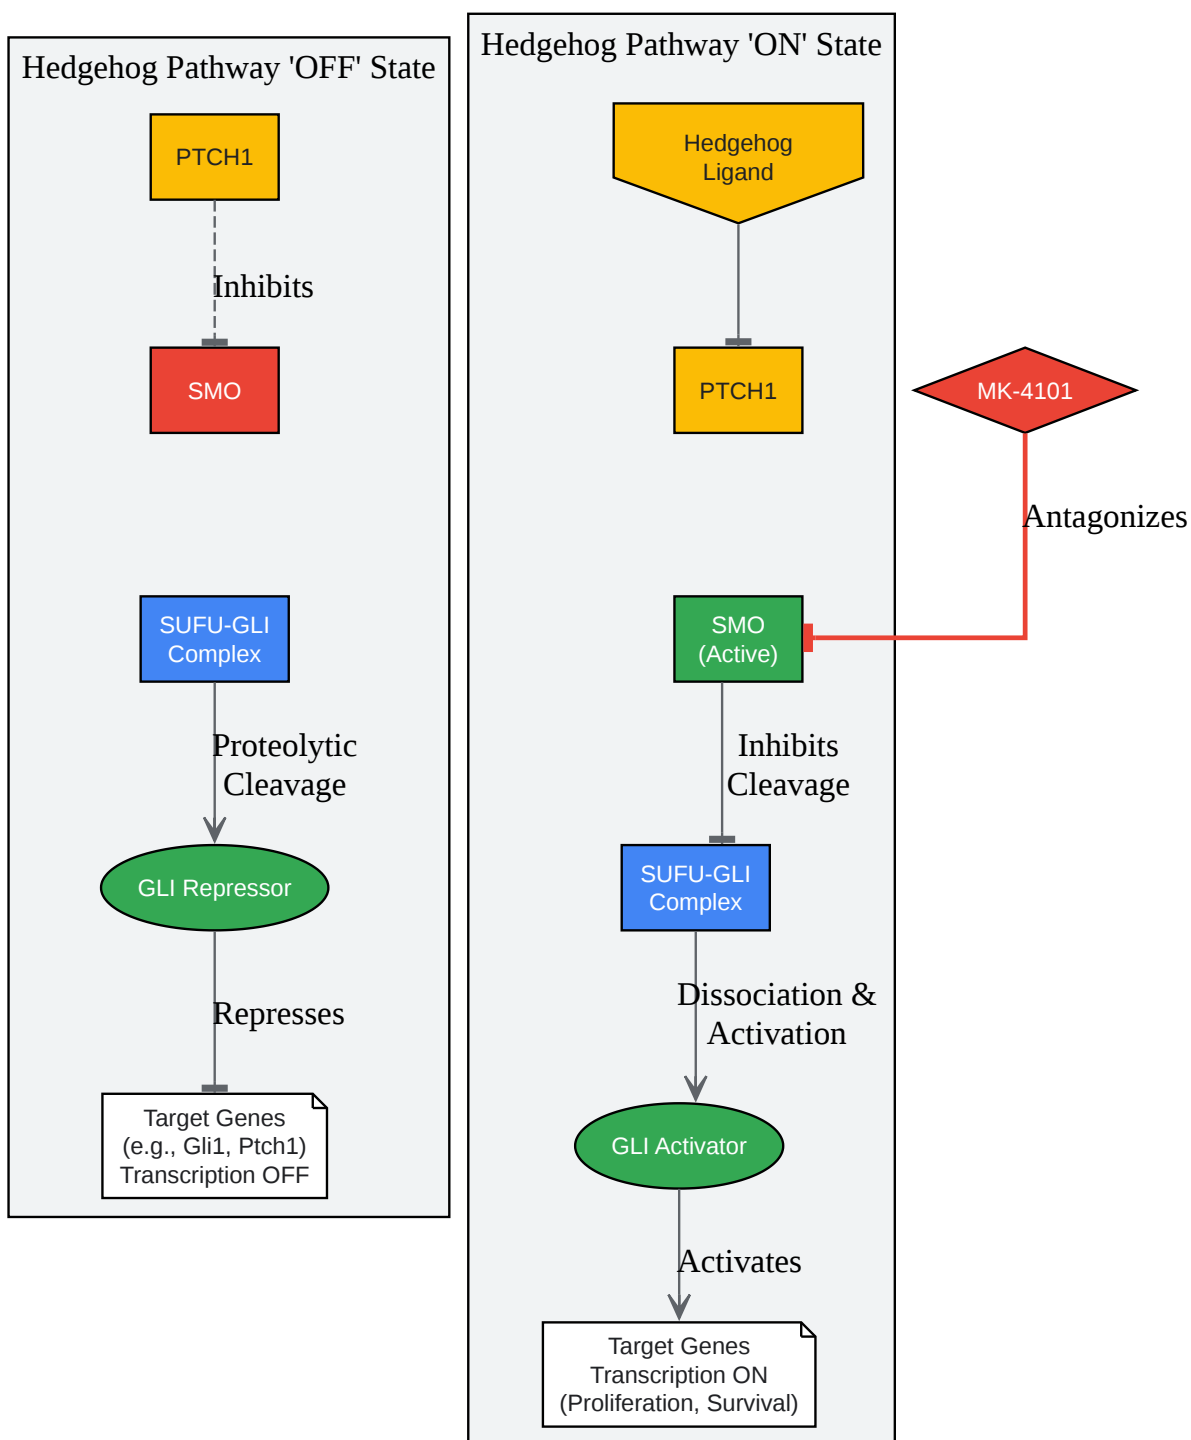 Hedgehog Pathway 'OFF' State
PTCH1
Inhibits
SMO
SUFU-GLI
Complex
Proteolytic
Cleavage
GLI Repressor
Represses
Target Genes
(e.g., Gli1, Ptch1)
Transcription OFF
Hedgehog Pathway 'ON' State
Hedgehog
Ligand
PTCH1
MK-4101
Antagonizes
SMO
(Active)
Inhibits
Cleavage
SUFU-GLI
Complex
Dissociation &
Activation
GLI Activator
Activates
Target Genes
Transcription ON
(Proliferation, Survival)